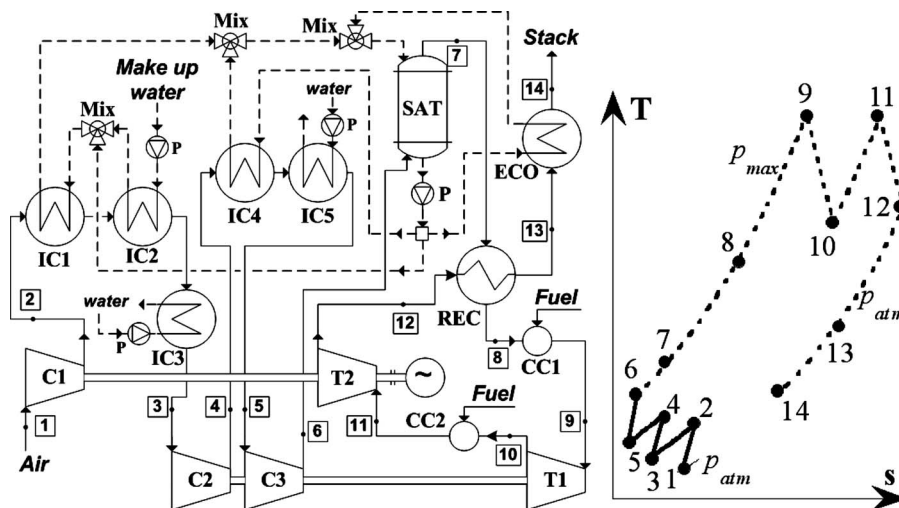 Mix
Mix
7
Stack
Make up
water
water
SAT
14
Mix
P
P
ECO
IC4
IC5
P
IC1
IC2
13
2
water
P
IC3
REC
12
Fuel
8
CC1
C1
T2
~
Fuel
3
4
5
6
CC2
11
9
1
10
Air
C2
C3
T1
T
9
11
p max
12
8
10
7
p atm
6
13
4
2
14
5
3
1
p atm
s